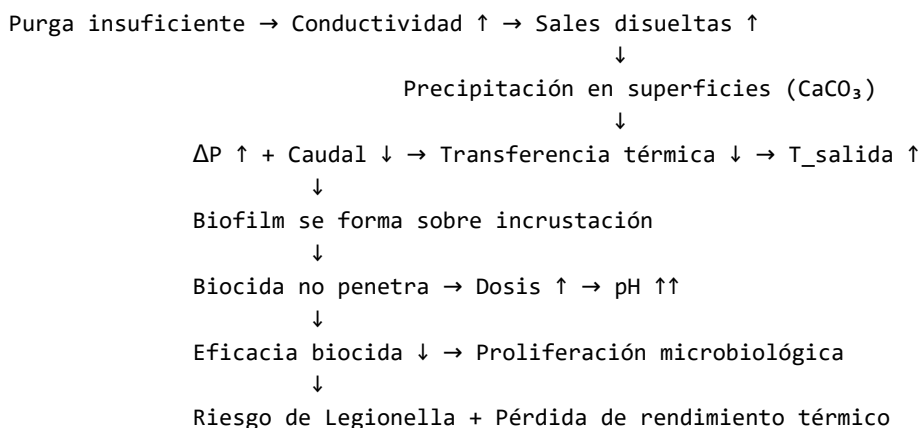 Purga insuficiente → Conductividad ↑ → Sales disueltas ↑
↓
Precipitación en superficies (CaCO₃)
↓
ΔP ↑ + Caudal ↓ → Transferencia térmica ↓ → T_salida ↑
↓
Biofilm se forma sobre incrustación
↓
Biocida no penetra → Dosis ↑ → pH ↑↑
↓
Eficacia biocida ↓ → Proliferación microbiológica
↓
Riesgo de Legionella + Pérdida de rendimiento térmico